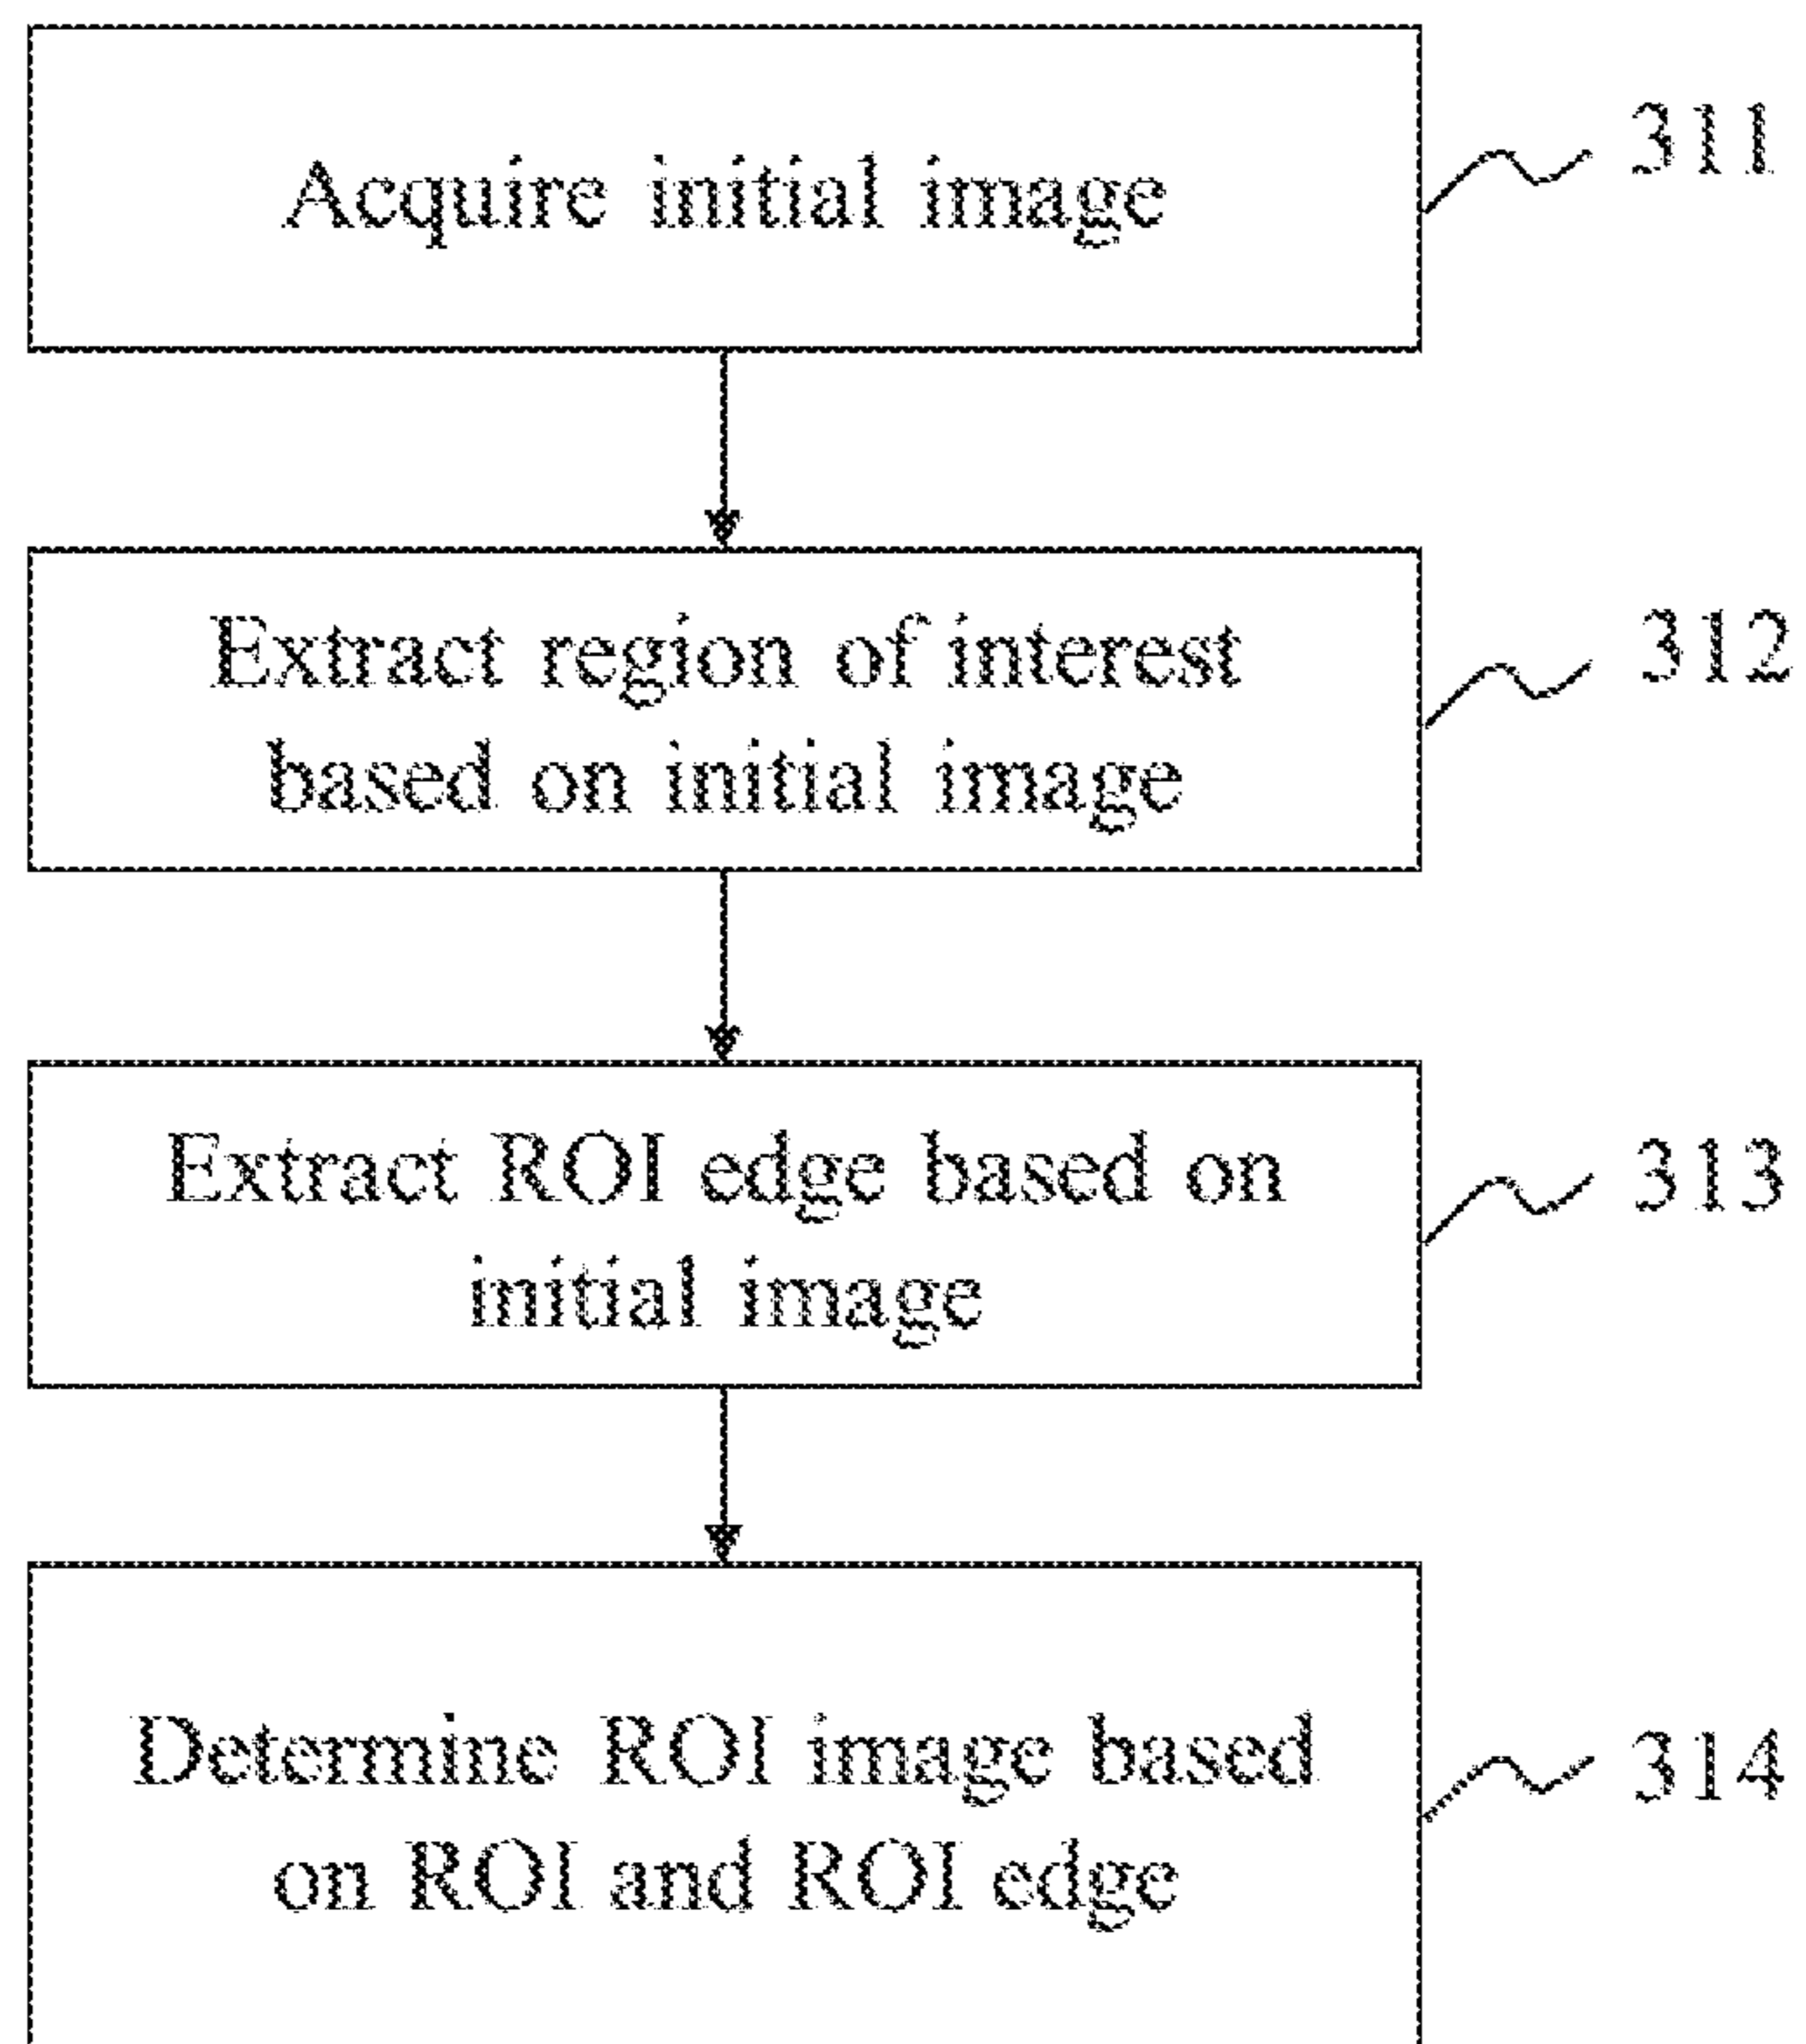 Acquire initial image
311
Extract region of interest
based on initial image
312
Extract ROI edge based on
initial image
313
Determine ROI image based
on ROI and ROI edge
314